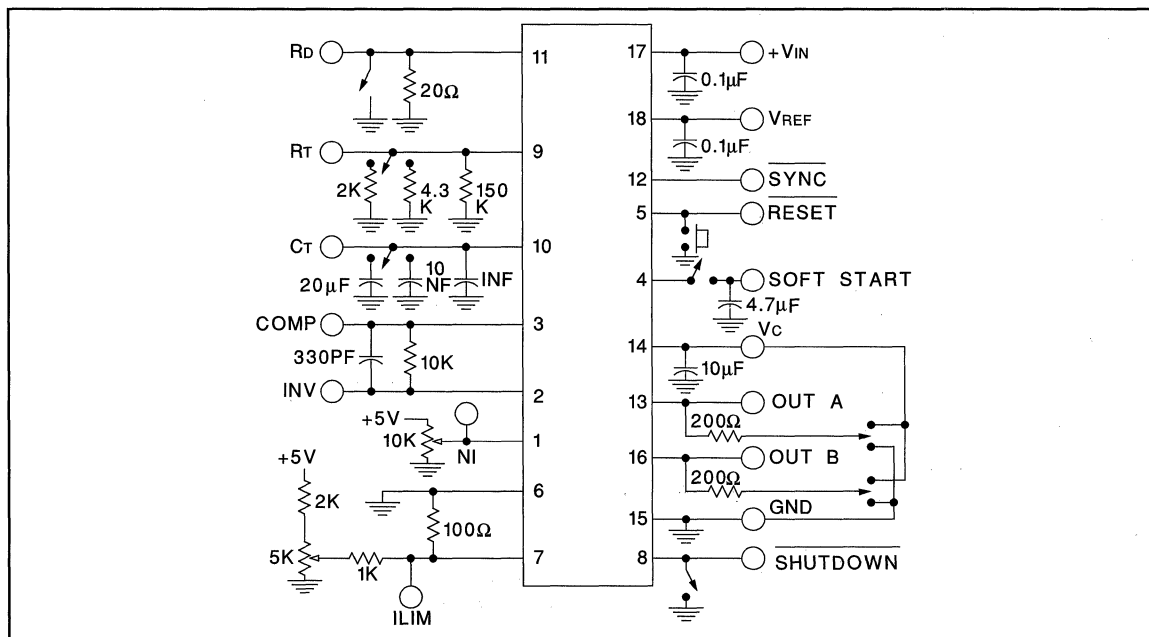 RD
11
20Ω
RT
9
2K
4.3
K
150
K
CT
10
20µF
10
NF
INF
COMP
3
330PF
10K
INV
2
+5V
10K
NI
1
+5V
2K
6
100Ω
5K
1K
7
ILIM
17
+VIN
0.1µF
18
VREF
0.1µF
12
SYNC
5
RESET
4
SOFT START
4.7µF
14
VC
10µF
13
OUT A
200Ω
16
OUT B
200Ω
15
GND
8
SHUTDOWN